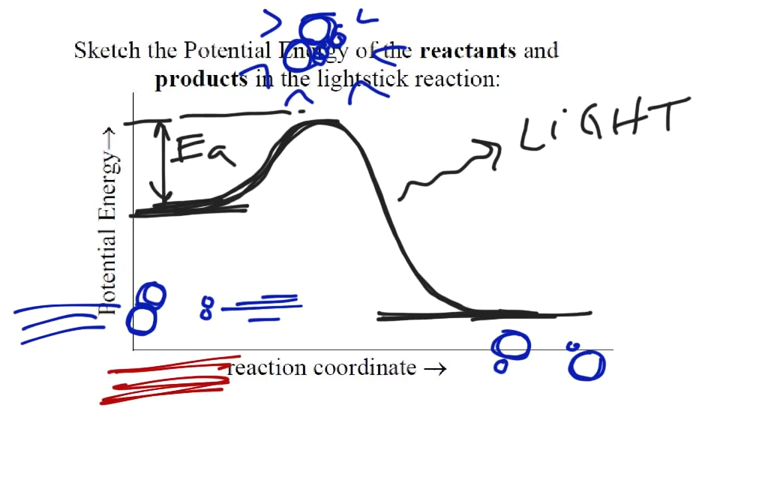 Sketch the Potential Energy of the reactants and
products in the lightstick reaction:
LiGHT
Ea
Potential Energy→
reaction coordinate →